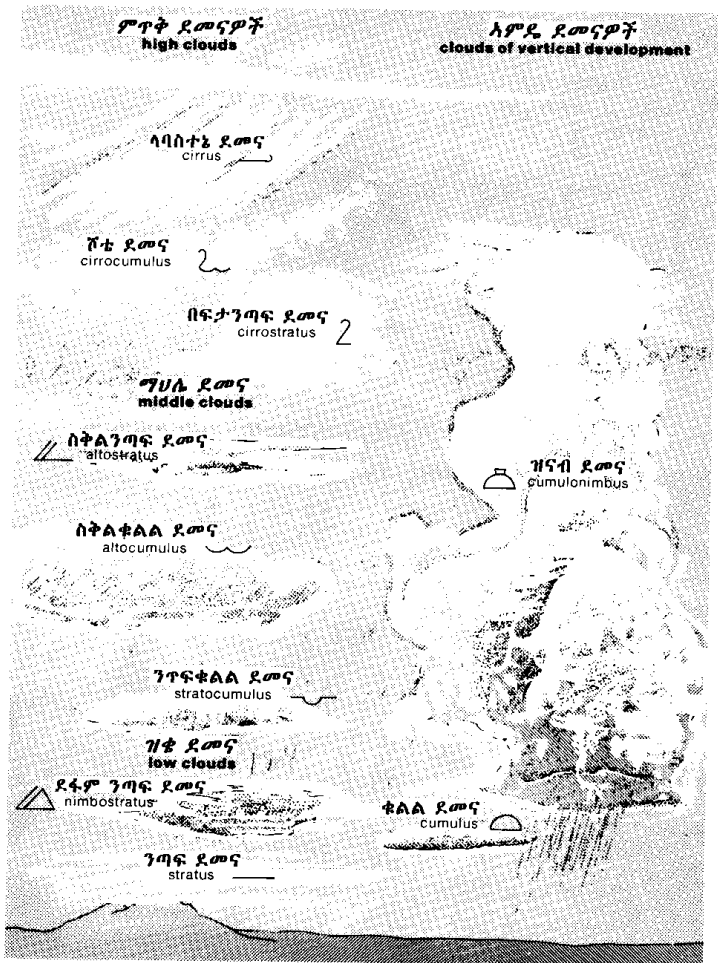 ምጥቅ ደመናዎች
high clouds
ኣምዴ ደመናዎች
clouds of vertical development
ላባስተኔ ደመና
cirrus
ሾቴ ደመና
cirrocumulus
በፍታንጣፍ ደመና
cirrostratus
ማህሌ ደመና
middle clouds
ስቅልንጣፍ ደመና
altostratus
ዝናብ ደመና
cumulonimbus
ስቅልቁልል ደመና
altocumulus
ንጥፍቁልል ደመና
stratocumulus
ዝቄ ደመና
low clouds
ደፋም ንጣፍ ደመና
nimbostratus
ቁልል ደመና
cumulus
ንጣፍ ደመና
stratus